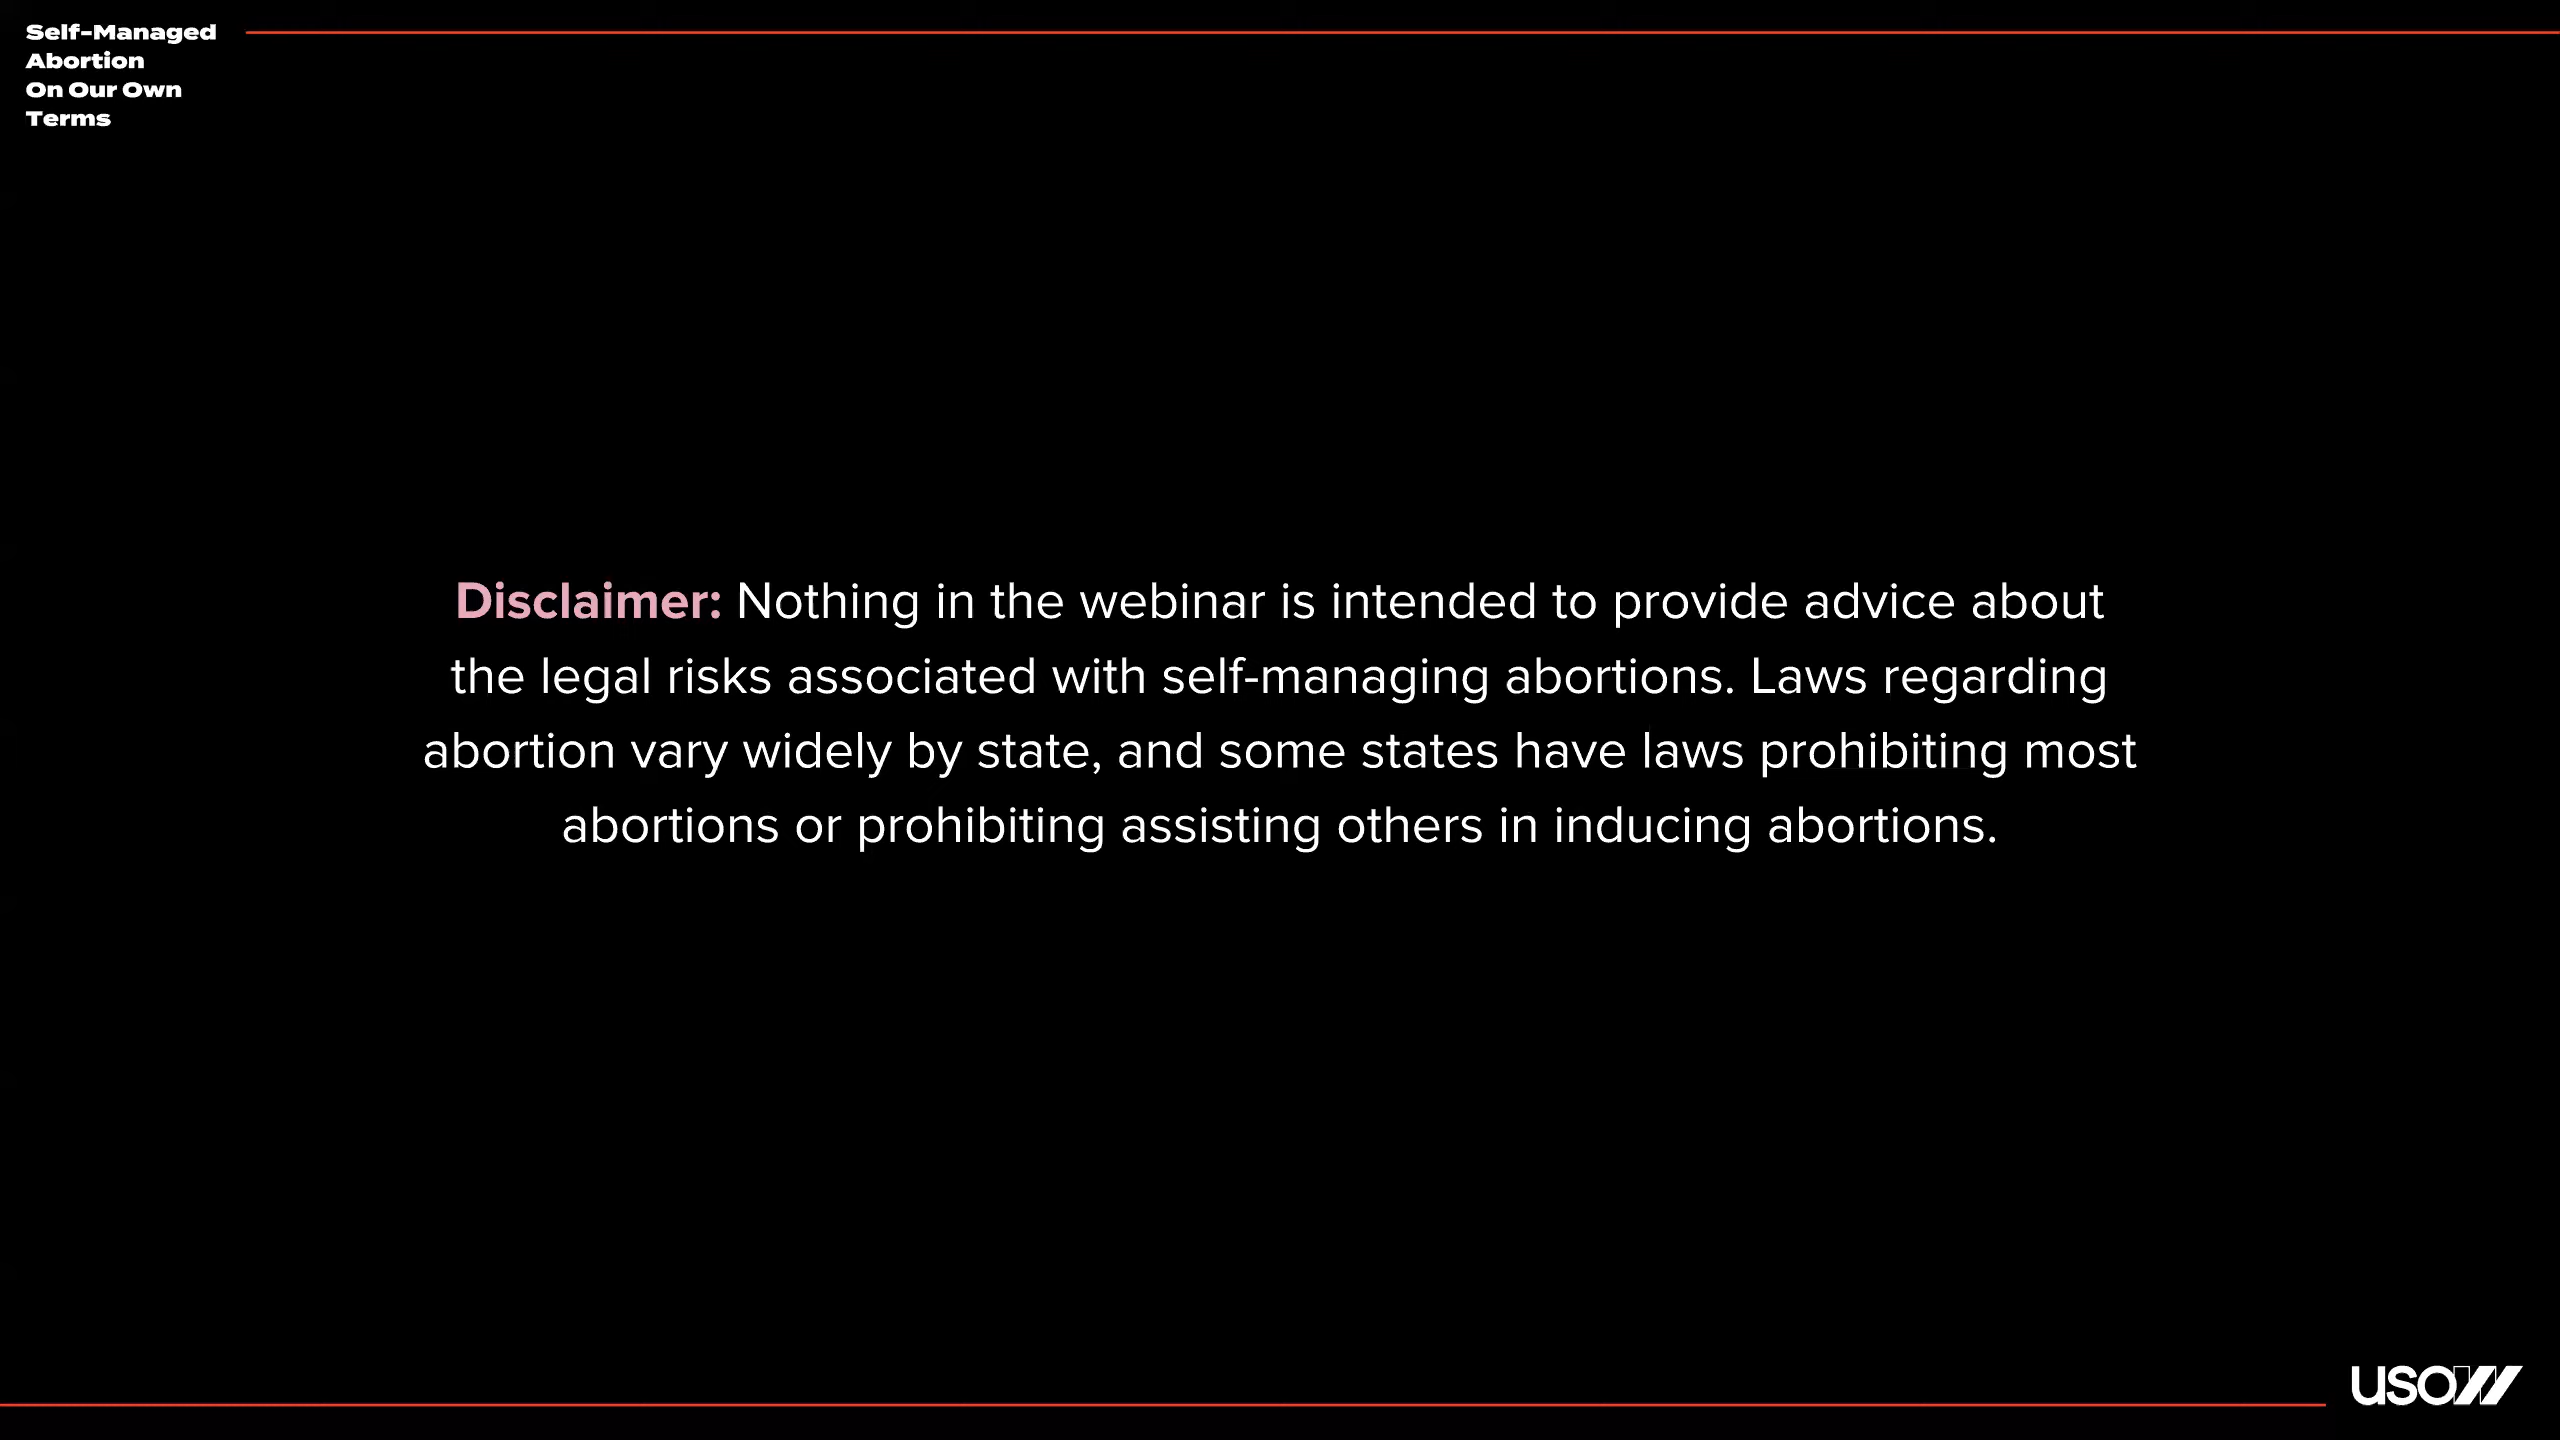 Self-Managed
Abortion
On Our Own
Terms
Disclaimer: Nothing in the webinar is intended to provide advice about
the legal risks associated with self-managing abortions. Laws regarding
abortion vary widely by state, and some states have laws prohibiting most
abortions or prohibiting assisting others in inducing abortions.
USOW